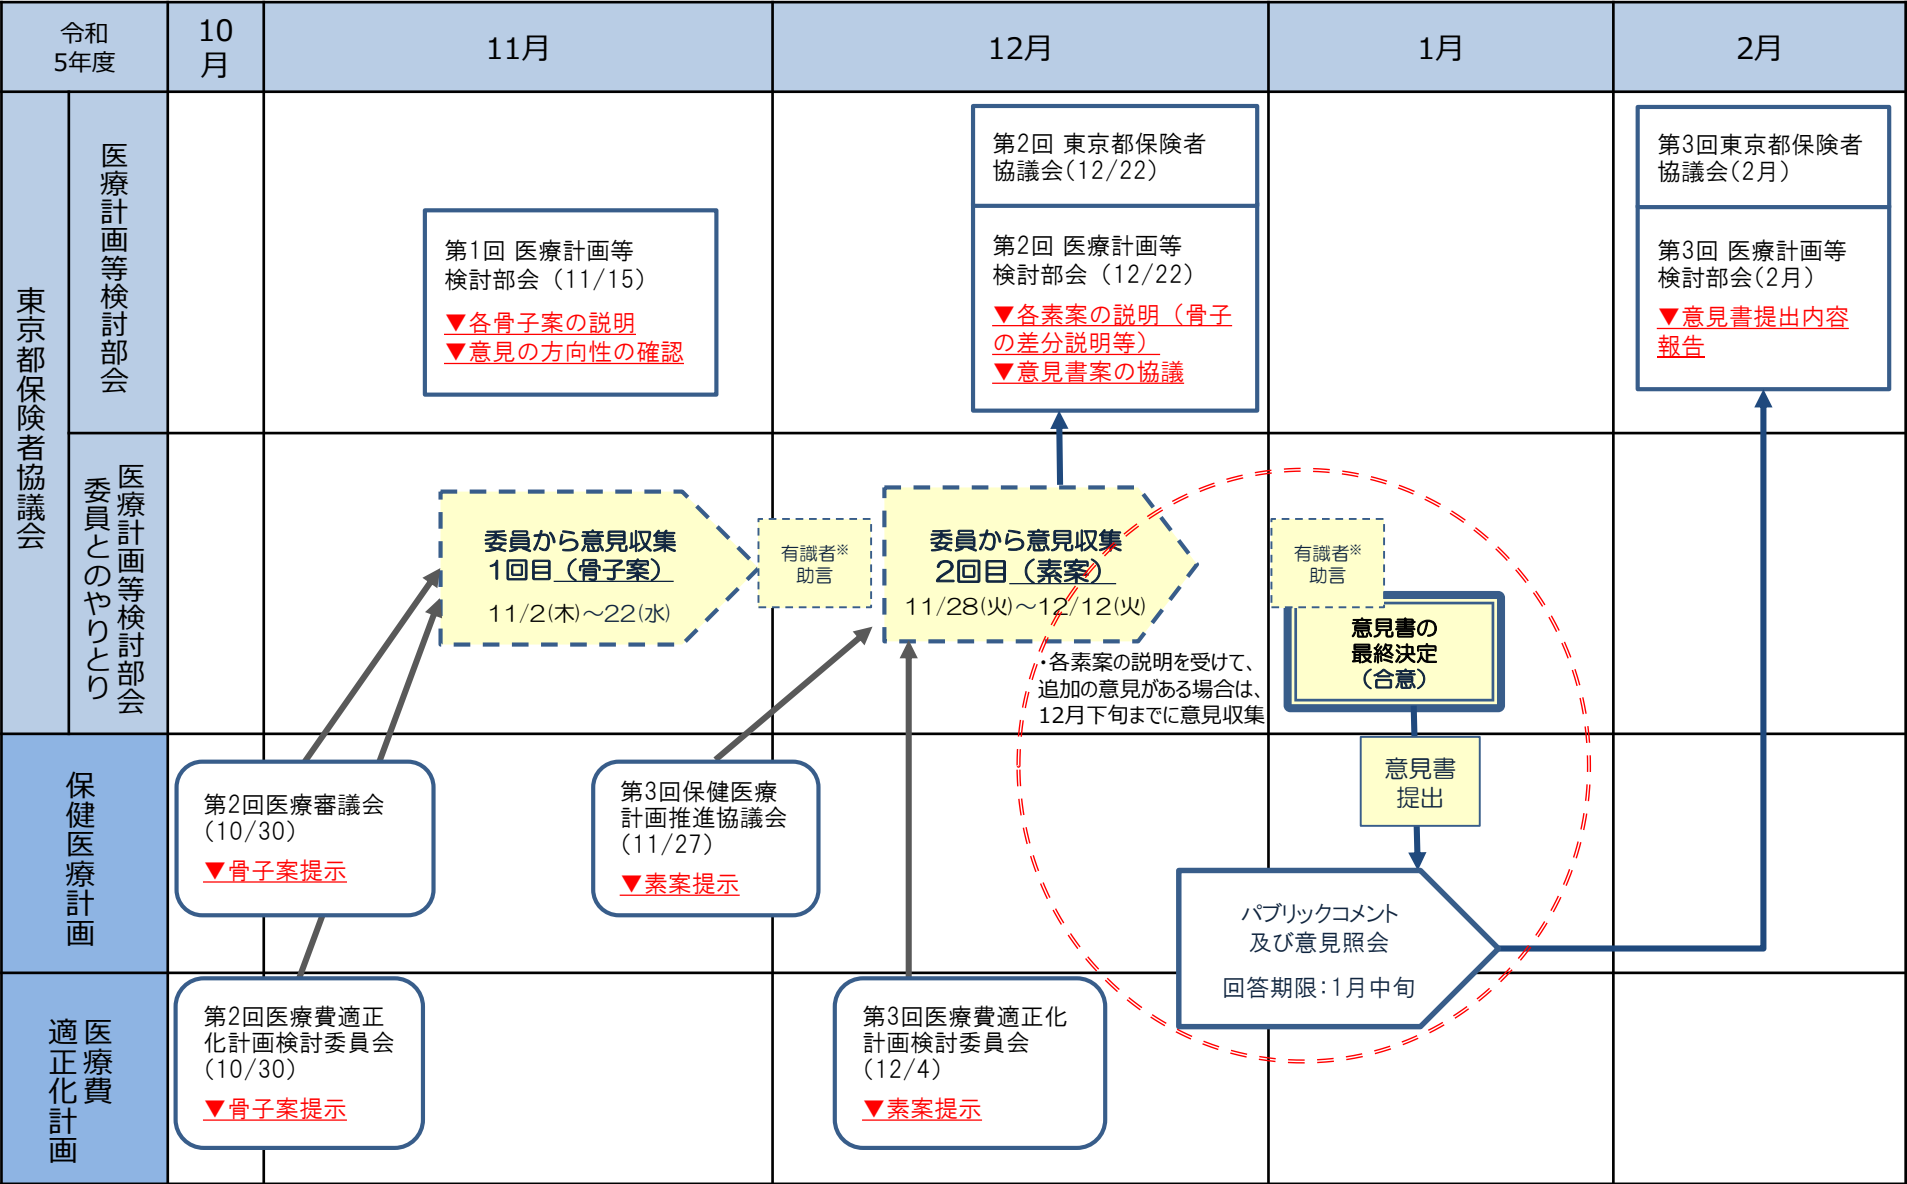 令和
5年度
10
月
11月
12月
1月
2月
東京都保険者協議会
医療計画等検討部会
第1回 医療計画等
検討部会（11/15）
▼各骨子案の説明
▼意見の方向性の確認
第2回 東京都保険者
協議会(12/22)
第2回 医療計画等
検討部会（12/22）
▼各素案の説明（骨子
の差分説明等）
▼意見書案の協議
第3回東京都保険者
協議会(2月)
第3回 医療計画等
検討部会(2月)
▼意見書提出内容
報告
医療計画等検討部会
委員とのやりとり
委員から意見収集
1回目（骨子案）
11/2(木)～22(水)
有識者※
助言
委員から意見収集
2回目（素案）
11/28(火)～12/12(火)
・各素案の説明を受けて、
追加の意見がある場合は、
12月下旬までに意見収集
有識者※
助言
意見書の
最終決定
（合意）
意見書
提出
保健医療計画
第2回医療審議会
(10/30)
▼骨子案提示
第3回保健医療
計画推進協議会
(11/27)
▼素案提示
パブリックコメント
及び意見照会
回答期限：1月中旬
医療費
適正化計画
第2回医療費適正
化計画検討委員会
(10/30)
▼骨子案提示
第3回医療費適正化
計画検討委員会
(12/4)
▼素案提示